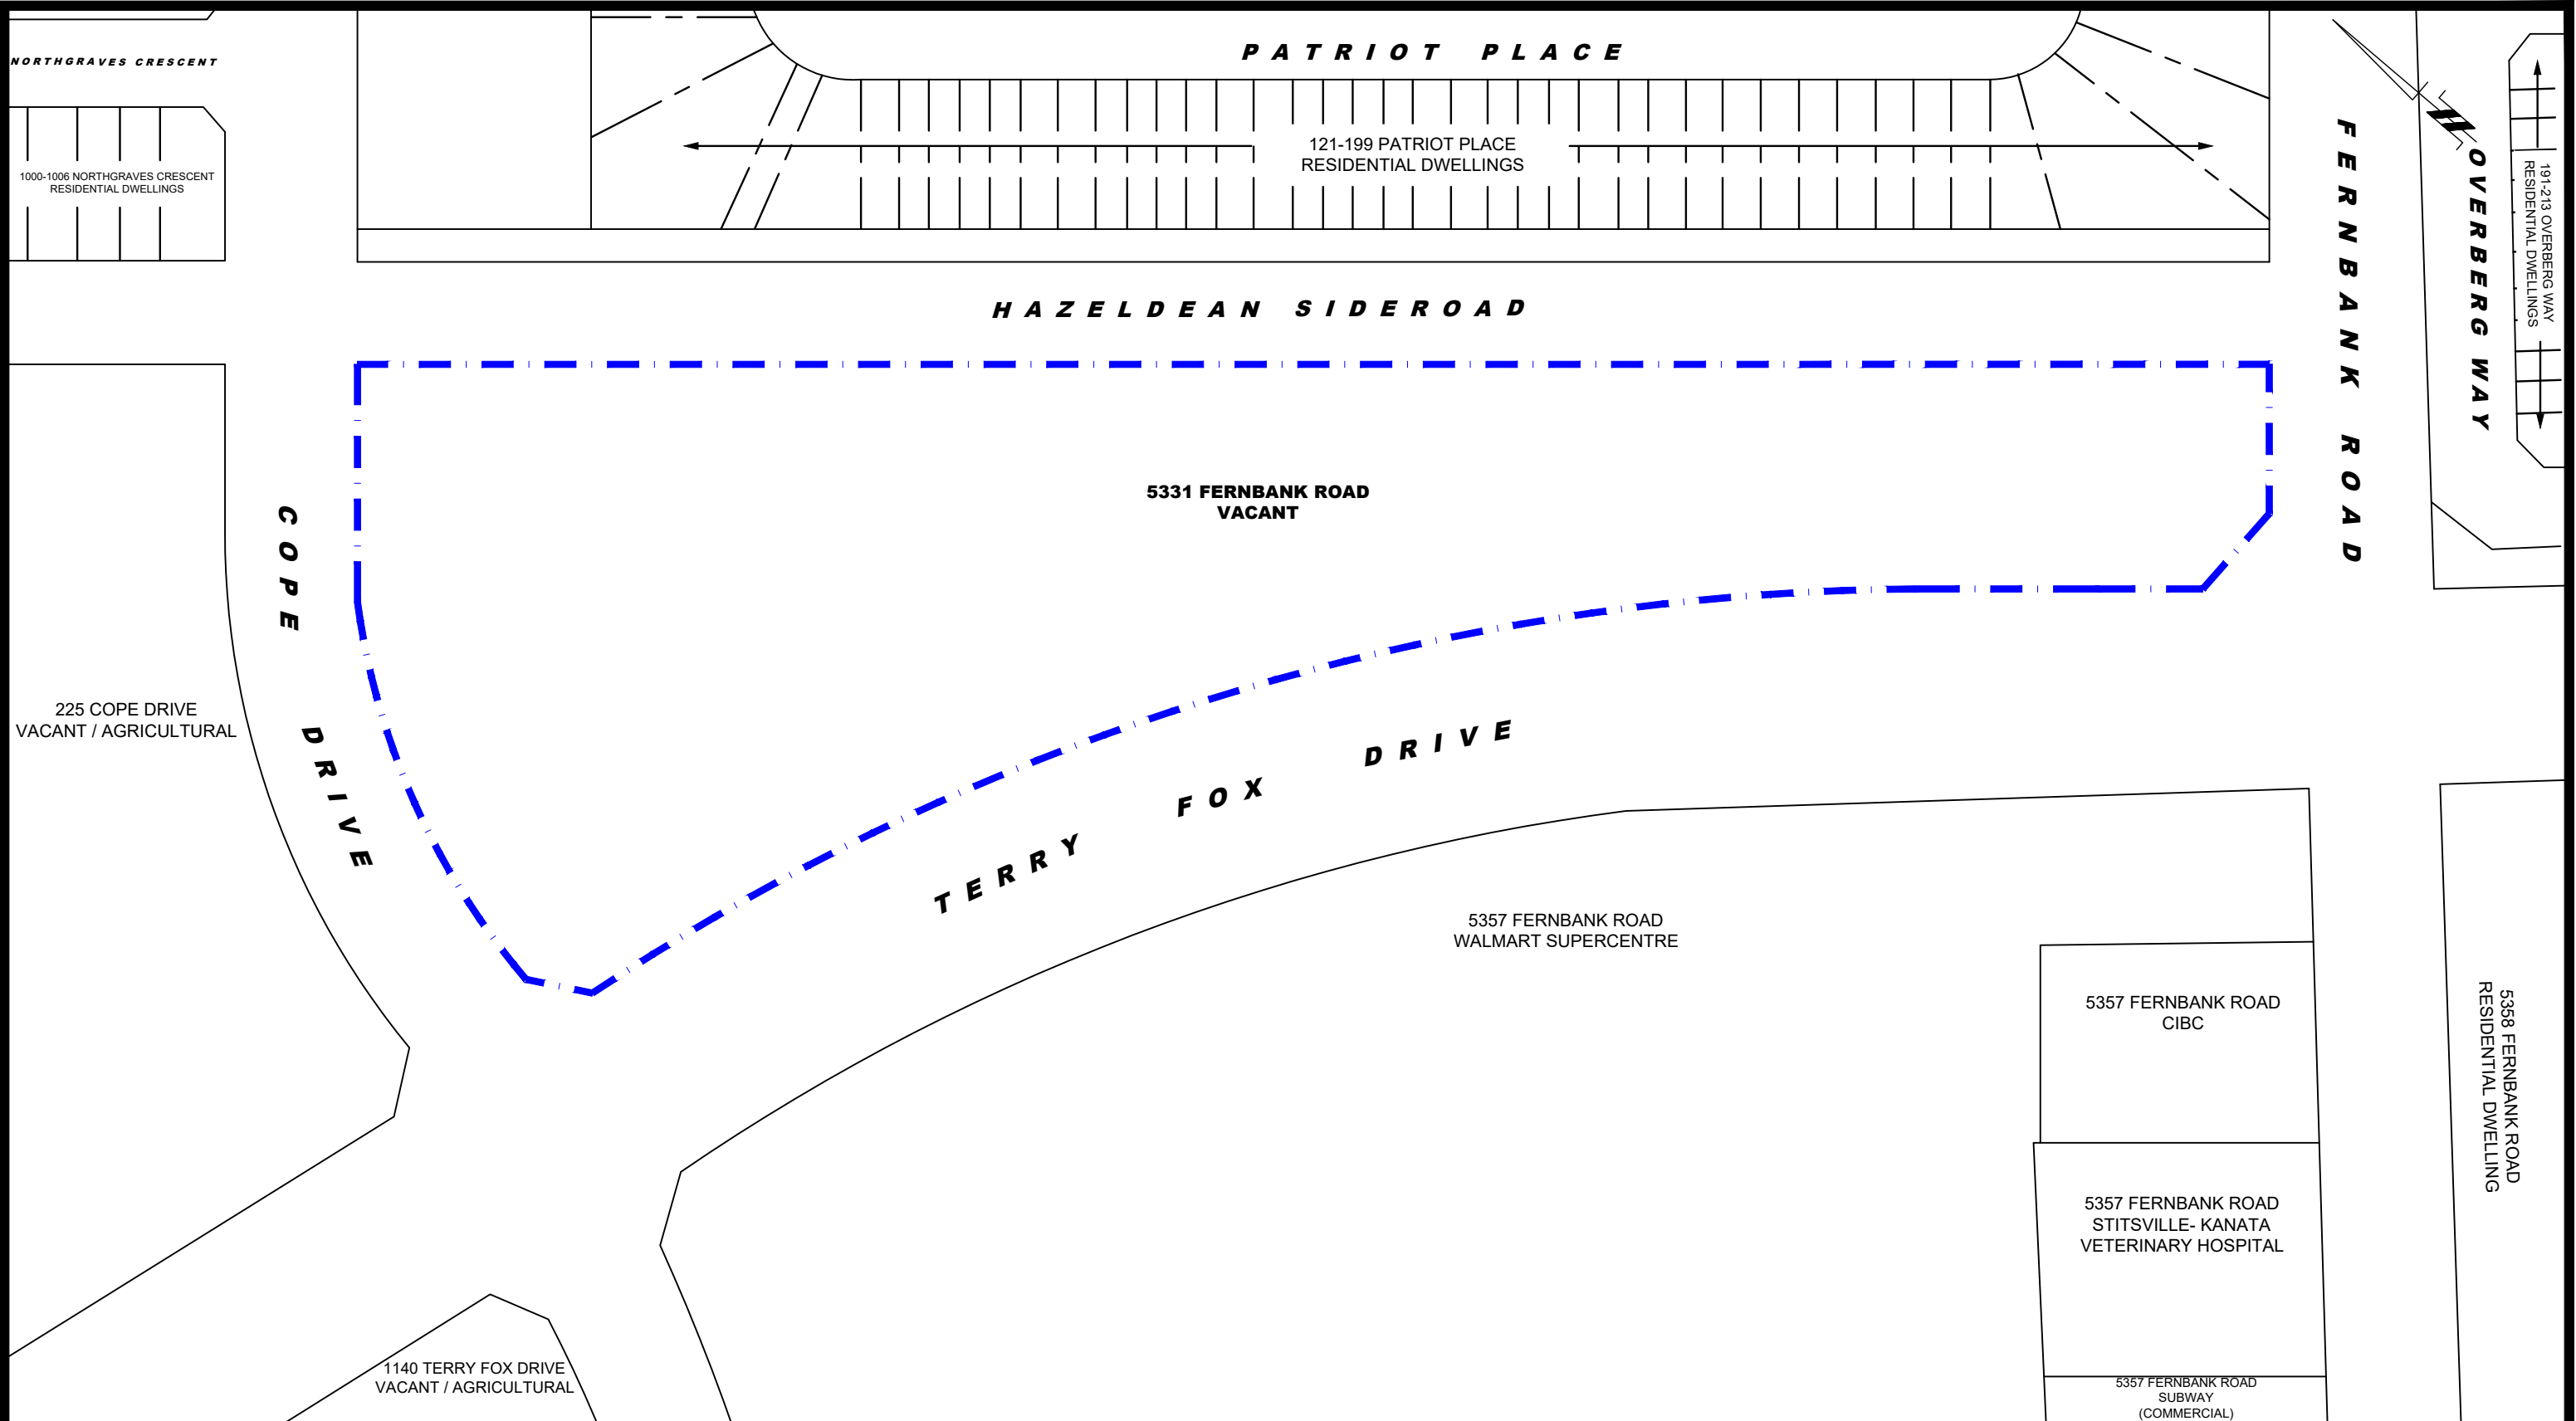 NORTHGRAVES CRESCENT
PATRIOT PLACE
121-199 PATRIOT PLACE
RESIDENTIAL DWELLINGS
1000-1006 NORTHGRAVES CRESCENT
RESIDENTIAL DWELLINGS
FERNBANK ROAD
OVERBERG WAY
191-213 OVERBERG WAY
RESIDENTIAL DWELLINGS
HAZELDEAN SIDEROAD
5331 FERNBANK ROAD
VACANT
COPE DRIVE
225 COPE DRIVE
VACANT / AGRICULTURAL
TERRY FOX DRIVE
5357 FERNBANK ROAD
WALMART SUPERCENTRE
5357 FERNBANK ROAD
CIBC
5358 FERNBANK ROAD
RESIDENTIAL DWELLING
5357 FERNBANK ROAD
STITSVILLE- KANATA
VETERINARY HOSPITAL
1140 TERRY FOX DRIVE
VACANT / AGRICULTURAL
5357 FERNBANK ROAD
SUBWAY
(COMMERCIAL)